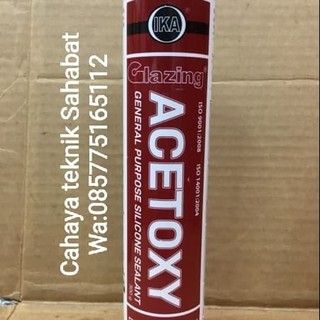 IKA
Glazing
ACETOXY
GENERAL PURPOSE SILICONE SEALANT
ISO 9001:2008
ISO 14001:2004
Cahaya teknik Sahabat
Wa:085775165112